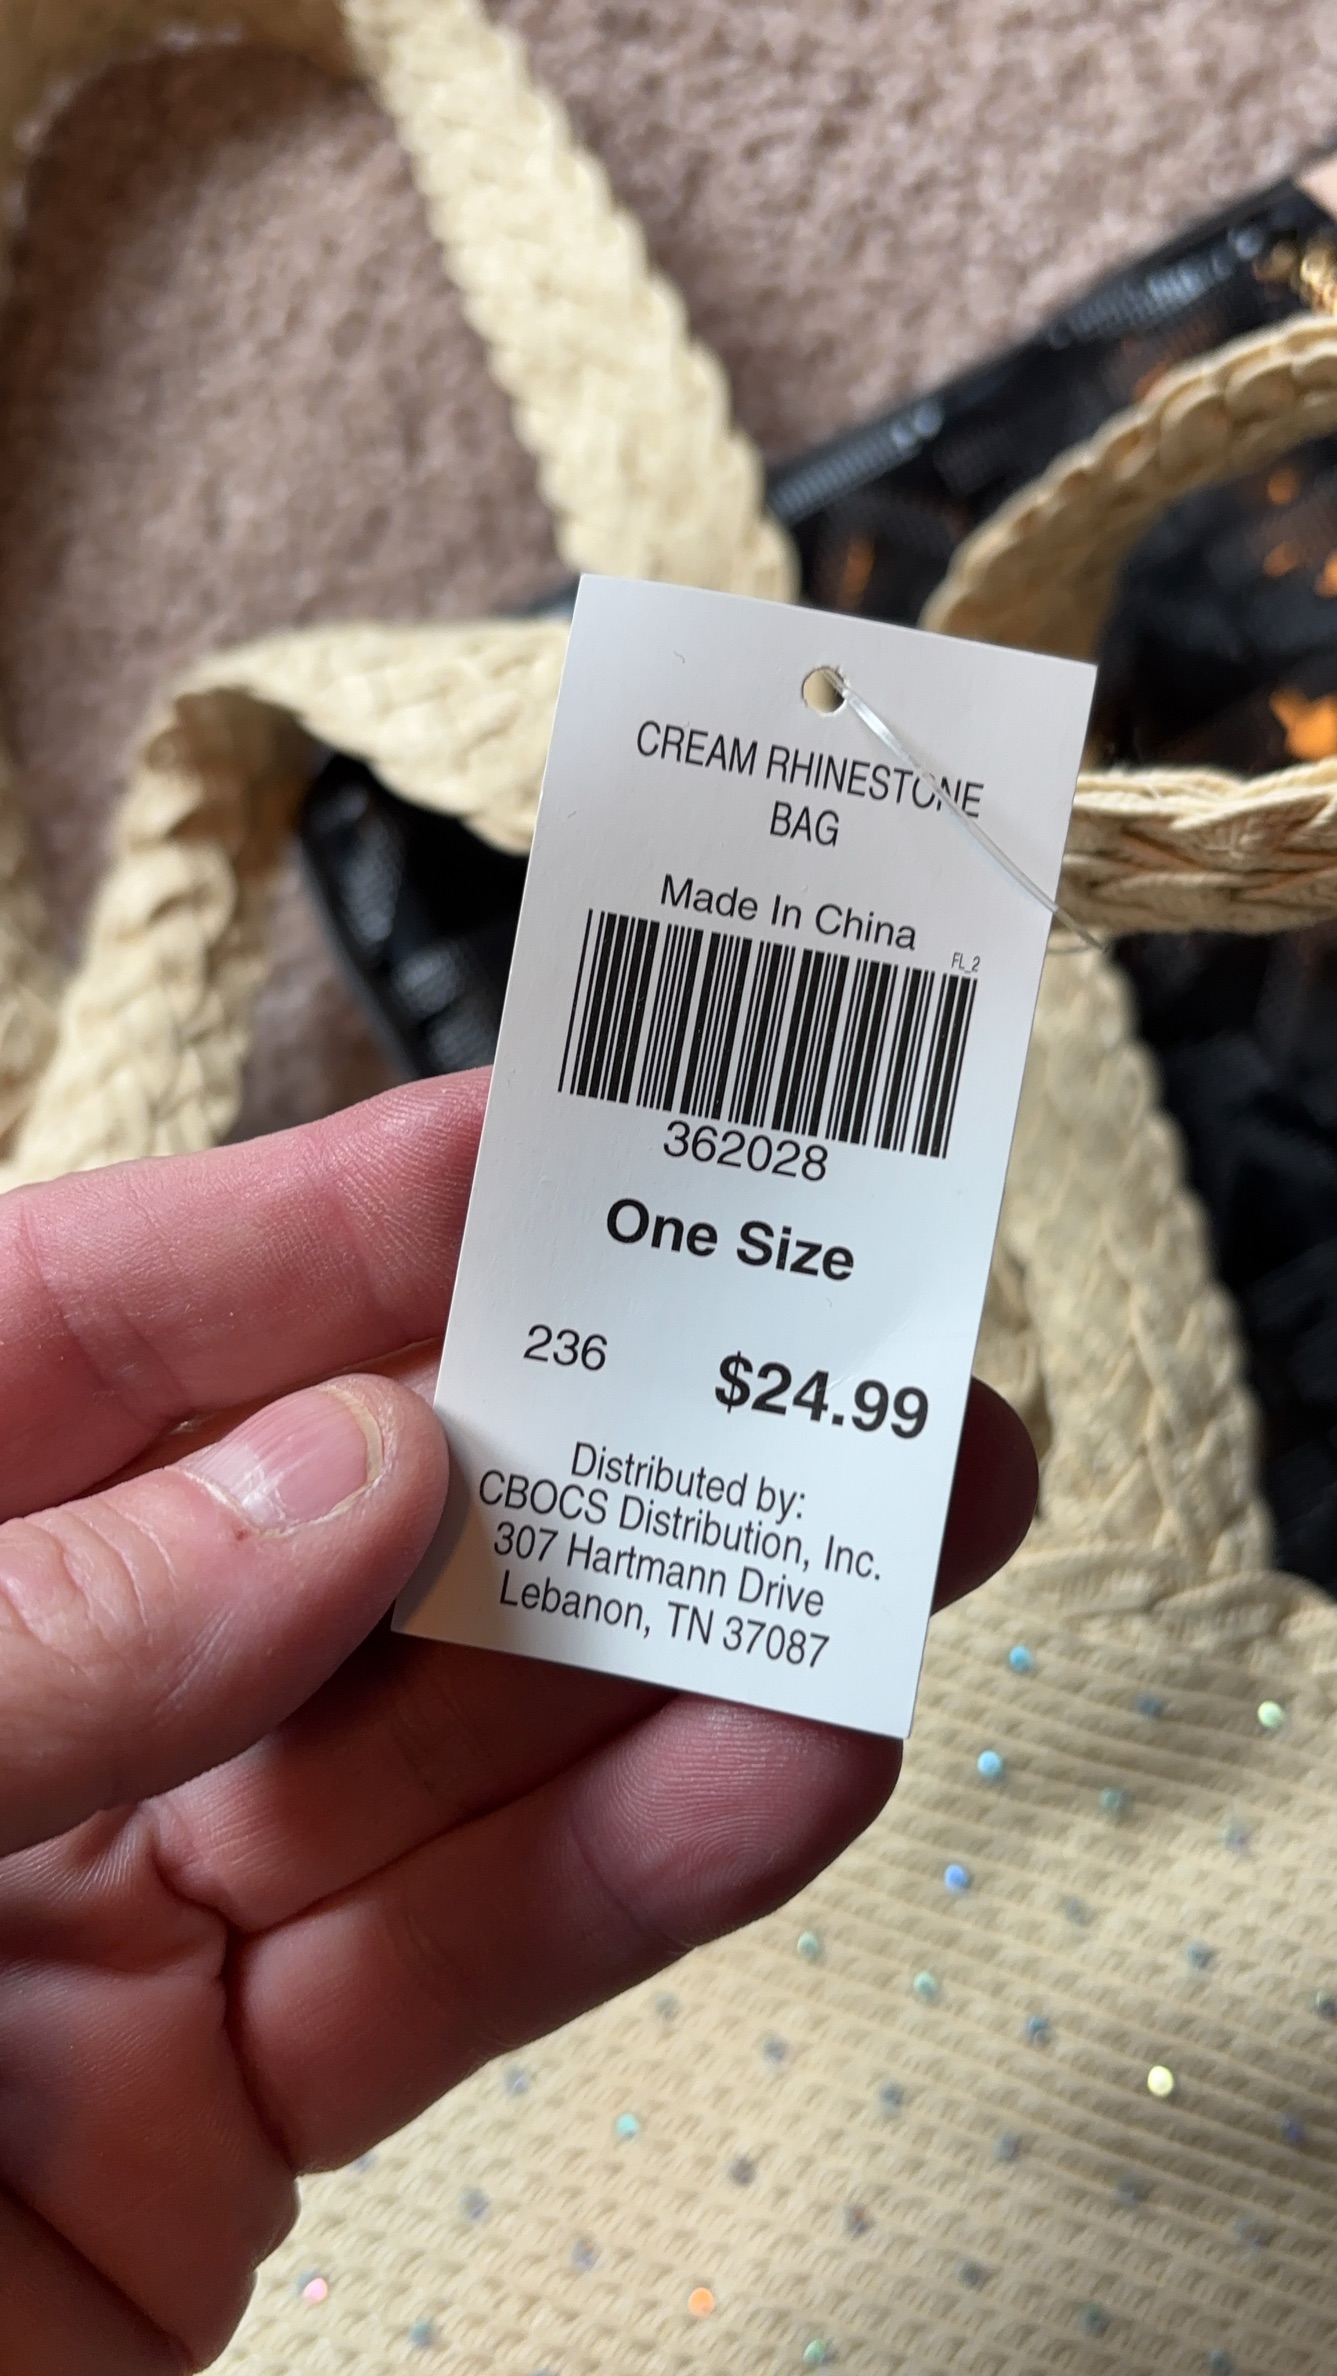 CREAM RHINESTONE
BAG
Made In China
FL_2
362028
One Size
236 $24.99
Distributed by:
CBOCS Distribution, Inc.
307 Hartmann Drive
Lebanon, TN 37087